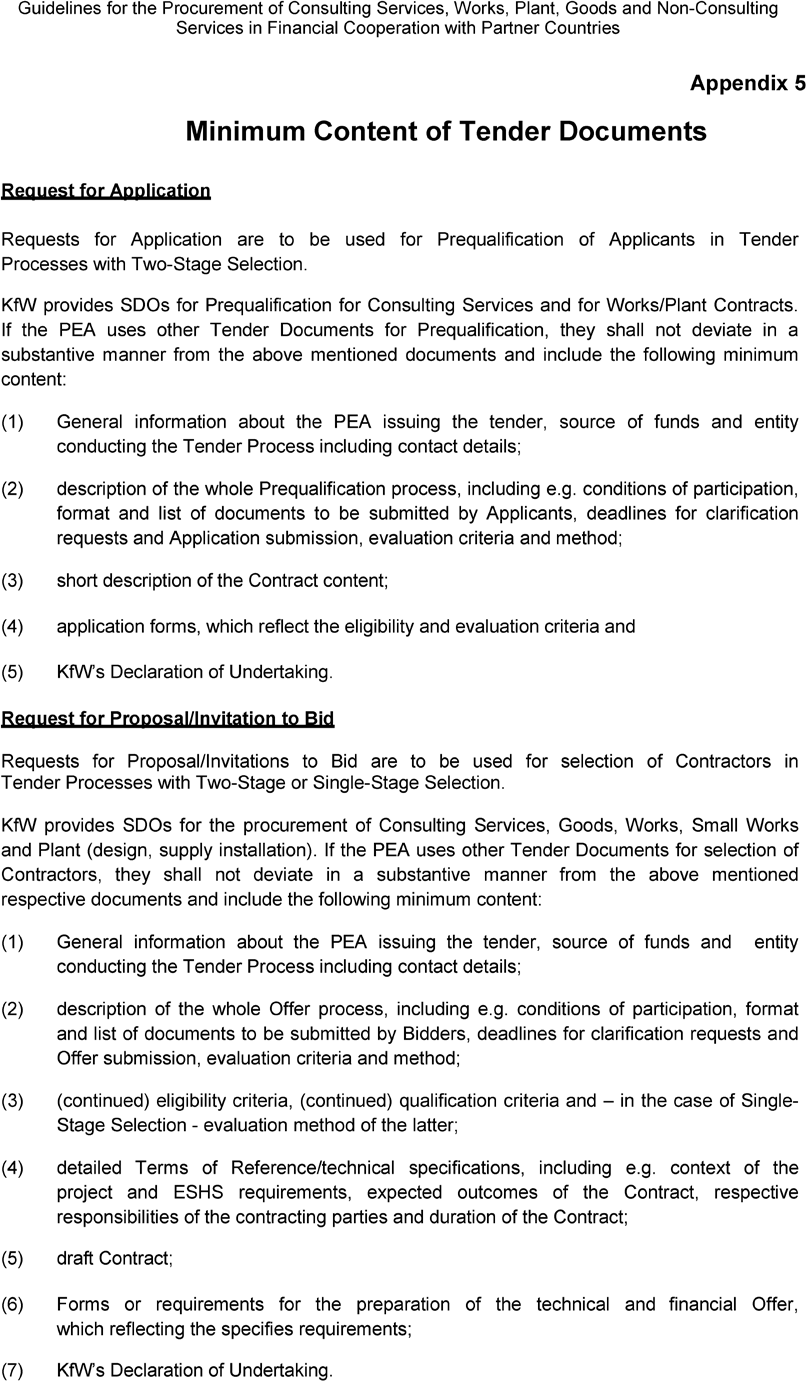 Guidelines for the Procurement of Consulting Services, Works, Plant, Goods and Non-Consulting
Services in Financial Cooperation with Partner Countries
Appendix 5
Minimum Content of Tender Documents
Request for Application
Requests for Application are to be used for Prequalification of Applicants in Tender
Processes with Two-Stage Selection.
KfW provides SDOs for Prequalification for Consulting Services and for Works/Plant Contracts.
If the PEA uses other Tender Documents for Prequalification, they shall not deviate in a
substantive manner from the above mentioned documents and include the following minimum
content:
(1) General information about the PEA issuing the tender, source of funds and entity
conducting the Tender Process including contact details;
(2) description of the whole Prequalification process, including e.g. conditions of participation,
format and list of documents to be submitted by Applicants, deadlines for clarification
requests and Application submission, evaluation criteria and method;
(3) short description of the Contract content;
(4) application forms, which reflect the eligibility and evaluation criteria and
(5) KfW's Declaration of Undertaking.
Request for Proposal/Invitation to Bid
Requests for Proposal/Invitations to Bid are to be used for selection of Contractors in
Tender Processes with Two-Stage or Single-Stage Selection.
KfW provides SDOs for the procurement of Consulting Services, Goods, Works, Small Works
and Plant (design, supply installation). If the PEA uses other Tender Documents for selection of
Contractors, they shall not deviate in a substantive manner from the above mentioned
respective documents and include the following minimum content:
(1) General information about the PEA issuing the tender, source of funds and entity
conducting the Tender Process including contact details;
(2) description of the whole Offer process, including e.g. conditions of participation, format
and list of documents to be submitted by Bidders, deadlines for clarification requests and
Offer submission, evaluation criteria and method;
(3) (continued) eligibility criteria, (continued) qualification criteria and – in the case of Single-
Stage Selection - evaluation method of the latter;
(4) detailed Terms of Reference/technical specifications, including e.g. context of the
project and ESHS requirements, expected outcomes of the Contract, respective
responsibilities of the contracting parties and duration of the Contract;
(5) draft Contract;
(6) Forms or requirements for the preparation of the technical and financial Offer,
which reflecting the specifies requirements;
(7) KfW's Declaration of Undertaking.